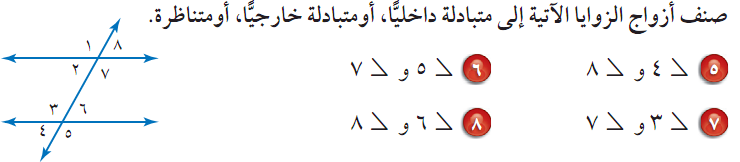 صنف أزواج الزوايا الآتية إلى متبادلة داخليًّا، أومتبادلة خارجيًّا، أومتناظرة.
٥ ∠ ٤ و ∠ ٨
٦ ∠ ٥ و ∠ ٧
٧ ∠ ٣ و ∠ ٧
٨ ∠ ٦ و ∠ ٨
١ ٨
٢ ٧
٣ ٦
٤ ٥